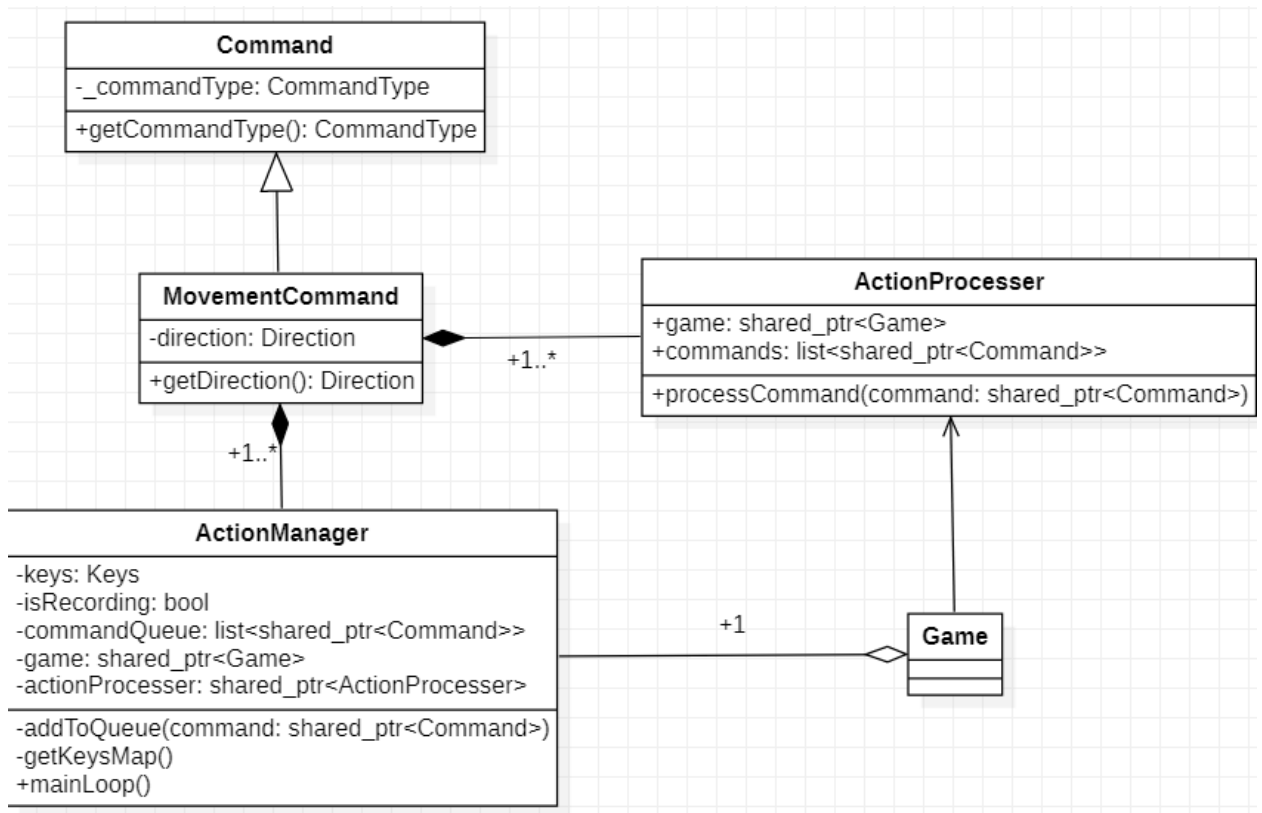 Command
-_commandType: CommandType
+getCommandType(): CommandType
MovementCommand
-direction: Direction
+getDirection(): Direction
+1..*
+1..*
ActionProcesser
+game: shared_ptr<Game>
+commands: list<shared_ptr<Command>>
+processCommand(command: shared_ptr<Command>)
ActionManager
-keys: Keys
-isRecording: bool
-commandQueue: list<shared_ptr<Command>>
-game: shared_ptr<Game>
-actionProcesser: shared_ptr<ActionProcesser>
-addToQueue(command: shared_ptr<Command>)
-getKeysMap()
+mainLoop()
+1
Game